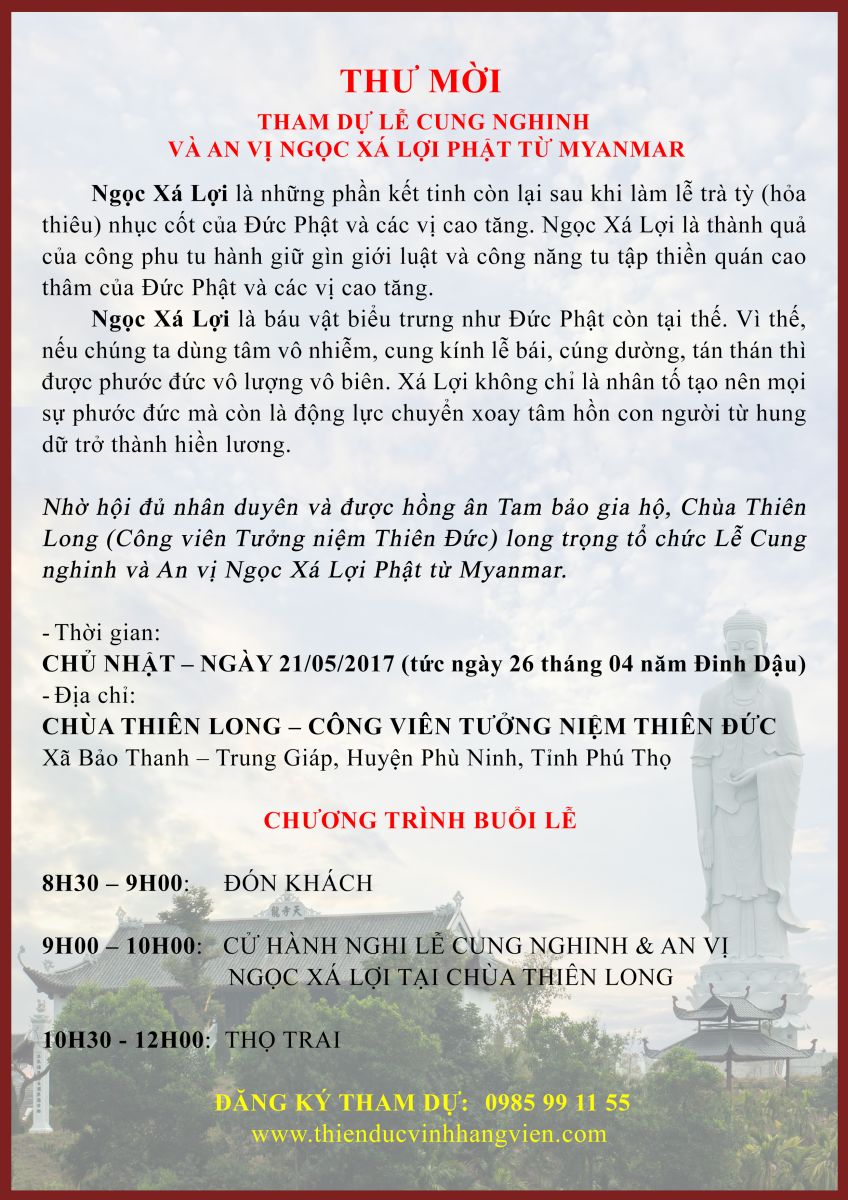 THƯ MỜI
THAM DỰ LỄ CUNG NGHINH
VÀ AN VỊ NGỌC XÁ LỢI PHẬT TỪ MYANMAR
Ngọc Xá Lợi là những phần kết tinh còn lại sau khi làm lễ trà tỳ (hỏa
thiêu) nhục cốt của Đức Phật và các vị cao tăng. Ngọc Xá Lợi là thành quả
của công phu tu hành giữ gìn giới luật và công năng tu tập thiền quán cao
thâm của Đức Phật và các vị cao tăng.
Ngọc Xá Lợi là báu vật biểu trưng như Đức Phật còn tại thế. Vì thế,
nếu chúng ta dùng tâm vô nhiễm, cung kính lễ bái, cúng dường, tán thán thì
được phước đức vô lượng vô biên. Xá Lợi không chỉ là nhân tố tạo nên mọi
sự phước đức mà còn là động lực chuyển xoay tâm hồn con người từ hung
dữ trở thành hiền lương.
Nhờ hội đủ nhân duyên và được hồng ân Tam bảo gia hộ, Chùa Thiên
Long (Công viên Tưởng niệm Thiên Đức) long trọng tổ chức Lễ Cung
nghinh và An vị Ngọc Xá Lợi Phật từ Myanmar.
- Thời gian:
CHỦ NHẬT – NGÀY 21/05/2017 (tức ngày 26 tháng 04 năm Đinh Dậu)
- Địa chỉ:
CHÙA THIÊN LONG – CÔNG VIÊN TƯỞNG NIỆM THIÊN ĐỨC
Xã Bảo Thanh – Trung Giáp, Huyện Phù Ninh, Tỉnh Phú Thọ
CHƯƠNG TRÌNH BUỔI LỄ
8H30 – 9H00: ĐÓN KHÁCH
天寺龍
9H00 – 10H00: CỬ HÀNH NGHI LỄ CUNG NGHINH & AN VỊ
NGỌC XÁ LỢI TẠI CHÙA THIÊN LONG
10H30 - 12H00: THỌ TRAI
ĐĂNG KÝ THAM DỰ: 0985 99 11 55
www.thienducvinhhangvien.com